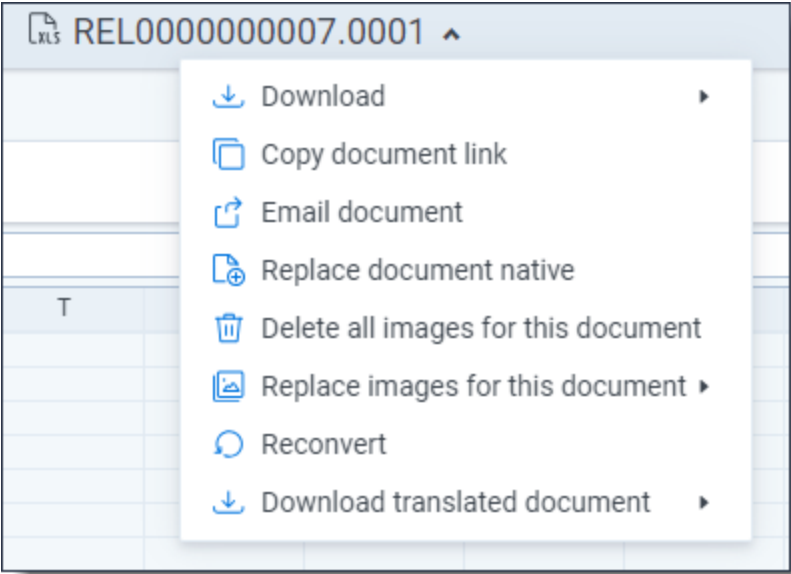 XLS REL0000000007.0001
Download
Copy document link
Email document
Replace document native
T
Delete all images for this document
Replace images for this document
Reconvert
Download translated document